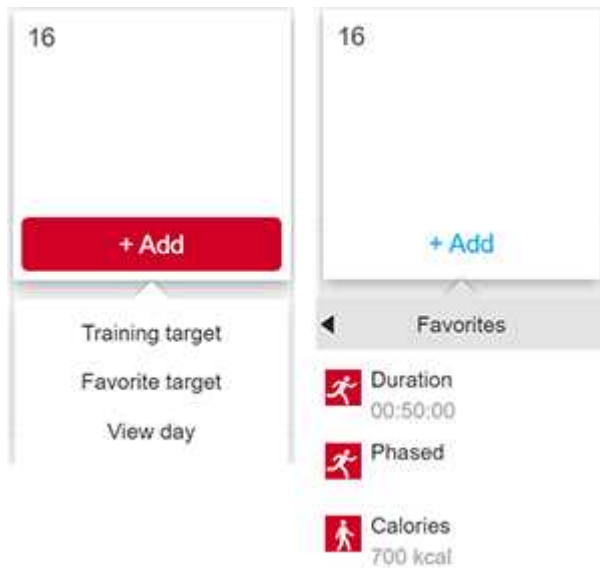 16
+ Add
Training target
Favorite target
View day
16
+ Add
Favorites
Duration
00:50:00
Phased
Calories
700 kcal